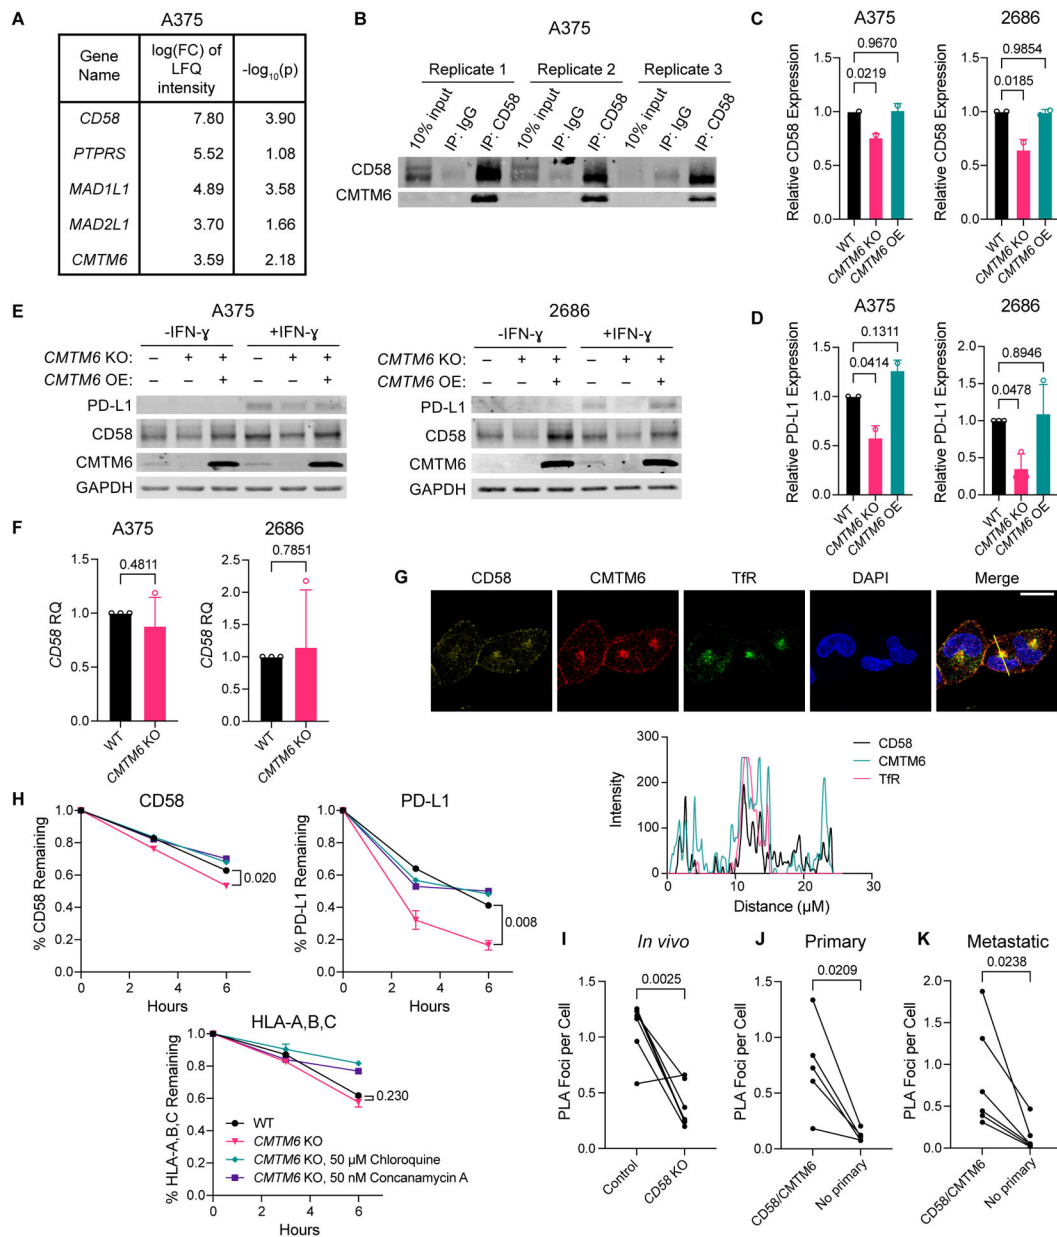 A
A375
Gene Name
log(FC) of LFQ intensity
-log10(p)
CD58 7.80 3.90
PTPRS 5.52 1.08
MAD1L1 4.89 3.58
MAD2L1 3.70 1.66
CMTM6 3.59 2.18
B
A375
Replicate 1 Replicate 2 Replicate 3
10% input IP: IgG IP: CD58 10% input IP: IgG IP: CD58 10% input IP: IgG IP: CD58
CD58
CMTM6
C
A375
Relative CD58 Expression
0.9670
0.0219
1.5
1.0
0.5
0.0
WT CMTM6 KO CMTM6 OE
2686
Relative CD58 Expression
0.9854
0.0185
1.5
1.0
0.5
0.0
WT CMTM6 KO CMTM6 OE
D
A375
Relative PD-L1 Expression
0.1311
0.0414
1.5
1.0
0.5
0.0
WT CMTM6 KO CMTM6 OE
2686
Relative PD-L1 Expression
0.8946
0.0478
2.0
1.5
1.0
0.5
0.0
WT CMTM6 KO CMTM6 OE
E
A375
-IFN-ɣ +IFN-ɣ
CMTM6 KO: – + + – + +
CMTM6 OE: – – + – – +
PD-L1
CD58
CMTM6
GAPDH
2686
-IFN-ɣ +IFN-ɣ
CMTM6 KO: – + + – + +
CMTM6 OE: – – + – – +
PD-L1
CD58
CMTM6
GAPDH
F
A375
CD58 RQ
0.4811
1.5
1.0
0.5
0.0
WT CMTM6 KO
2686
CD58 RQ
0.7851
2.5
2.0
1.5
1.0
0.5
0.0
WT CMTM6 KO
G
CD58 CMTM6 TfR DAPI Merge
Intensity
300
200
100
0
0 10 20 30
Distance (µM)
CD58
CMTM6
TfR
H
CD58
% CD58 Remaining
1.0
0.8
0.6
0.4
0.2
0.0
0 2 4 6
Hours
0.020
PD-L1
% PD-L1 Remaining
1.0
0.8
0.6
0.4
0.2
0.0
0 2 4 6
Hours
0.008
HLA-A,B,C
% HLA-A,B,C Remaining
1.0
0.8
0.6
0.4
0.2
0.0
0 2 4 6
Hours
0.230
WT
CMTM6 KO
CMTM6 KO, 50 µM Chloroquine
CMTM6 KO, 50 nM Concanamycin A
I
In vivo
PLA Foci per Cell
0.0025
1.5
1.0
0.5
0.0
Control CD58 KO
J
Primary
PLA Foci per Cell
0.0209
1.5
1.0
0.5
0.0
CD58/CMTM6 No primary
K
Metastatic
PLA Foci per Cell
0.0238
2.0
1.5
1.0
0.5
0.0
CD58/CMTM6 No primary